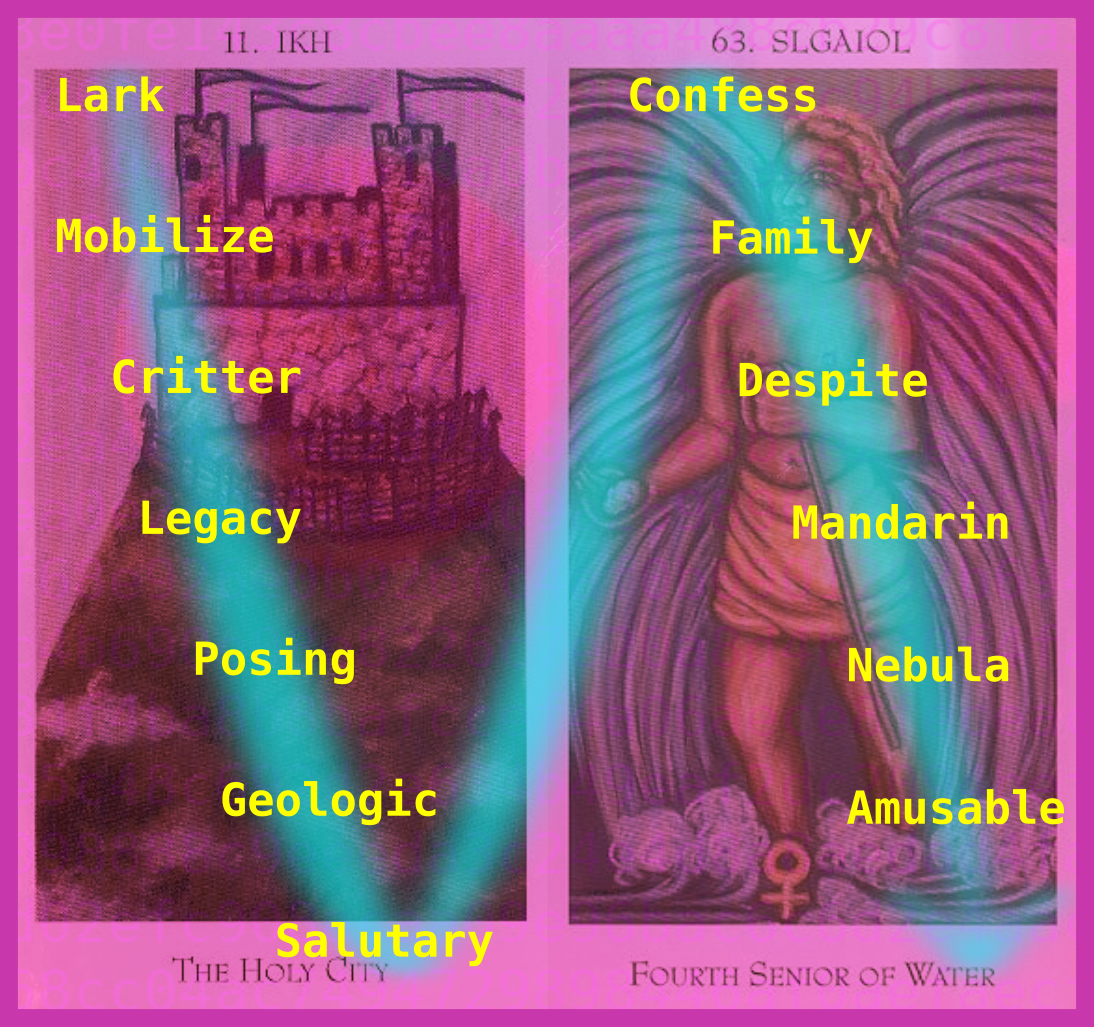 11. IKH
63. SLGAIOL
Lark
Confess
Mobilize
Family
Critter
Despite
Legacy
Mandarin
Posing
Nebula
Geologic
Amusable
Salutary
The Holy City
Fourth Senior of Water